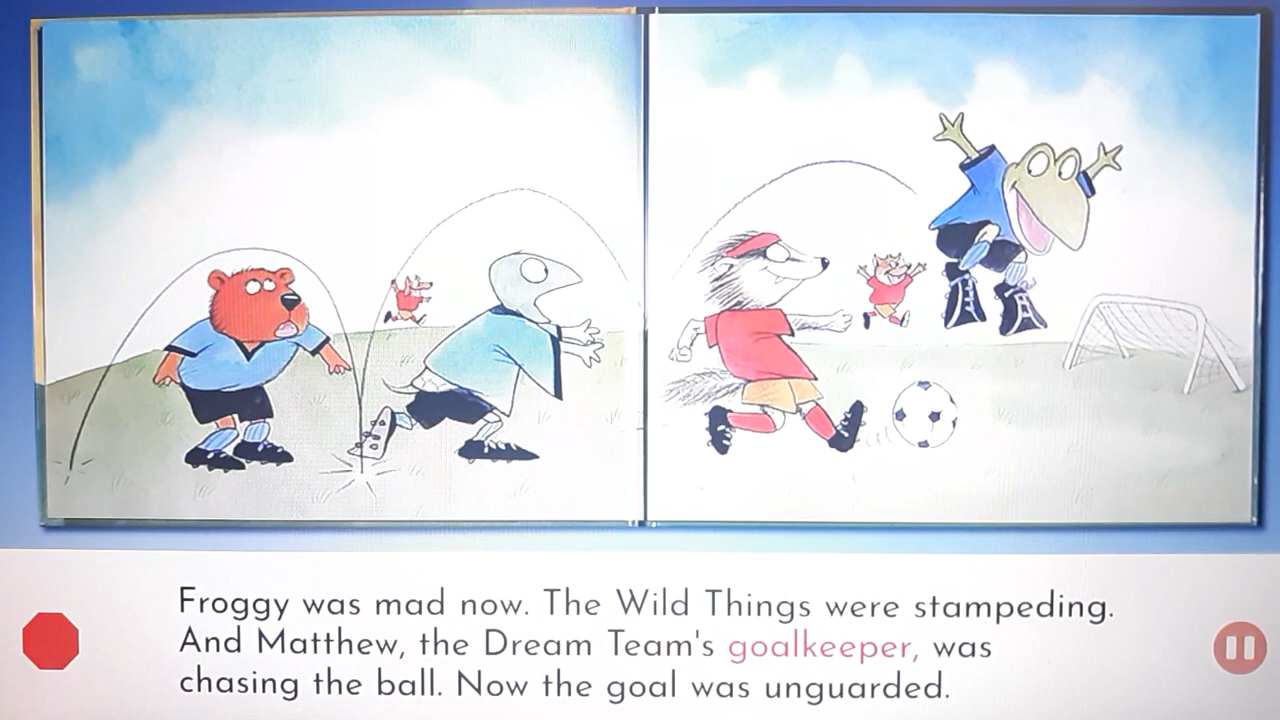 Froggy was mad now. The Wild Things were stampeding.
And Matthew, the Dream Team's goalkeeper, was
chasing the ball. Now the goal was unguarded.